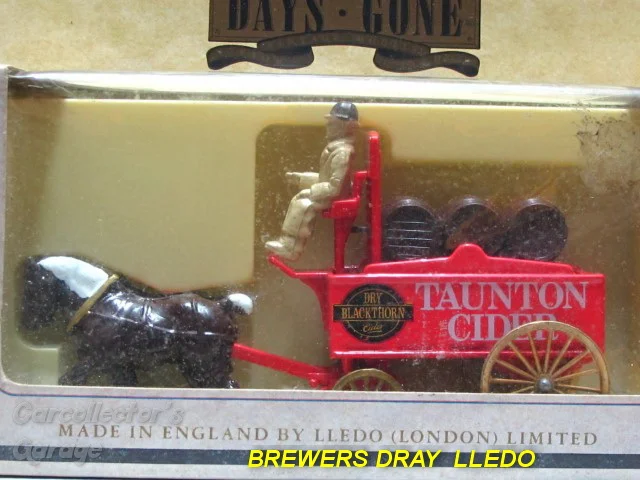 DAYS · GONE
DRY
BLACKTHORN
Cider
TAUNTON
CIDER
Carcollector's
Garage
MADE IN ENGLAND BY LLEDO (LONDON) LIMITED
BREWERS DRAY LLEDO